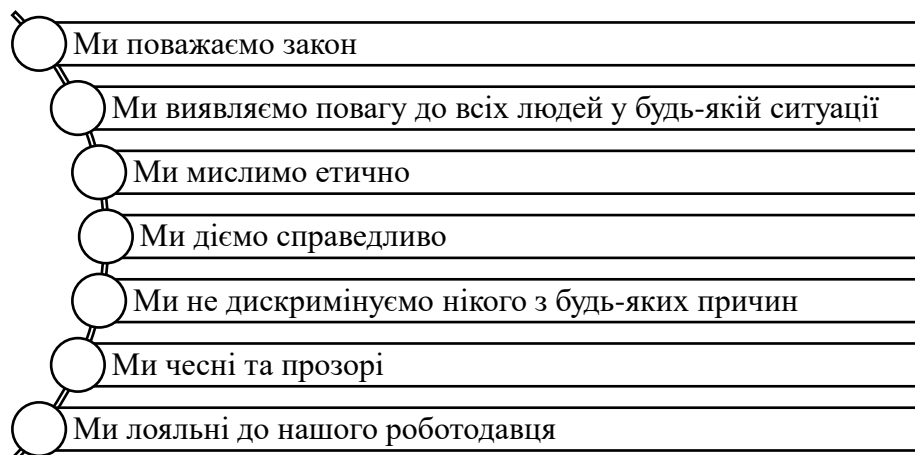 Ми поважаємо закон
Ми виявляємо повагу до всіх людей у будь-якій ситуації
Ми мислимо етично
Ми діємо справедливо
Ми не дискримінуємо нікого з будь-яких причин
Ми чесні та прозорі
Ми лояльні до нашого роботодавця